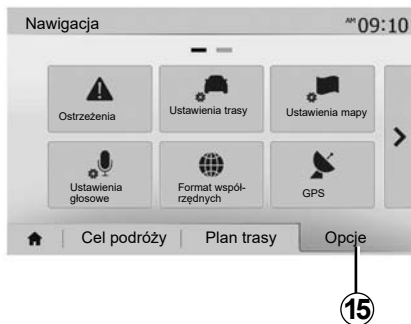 Nawigacja
AM 09:10
Ostrzeżenia
Ustawienia trasy
Ustawienia mapy
Ustawienia
głosowe
Format współ-
rzędnych
GPS
Cel podróży
Plan trasy
Opcje
15